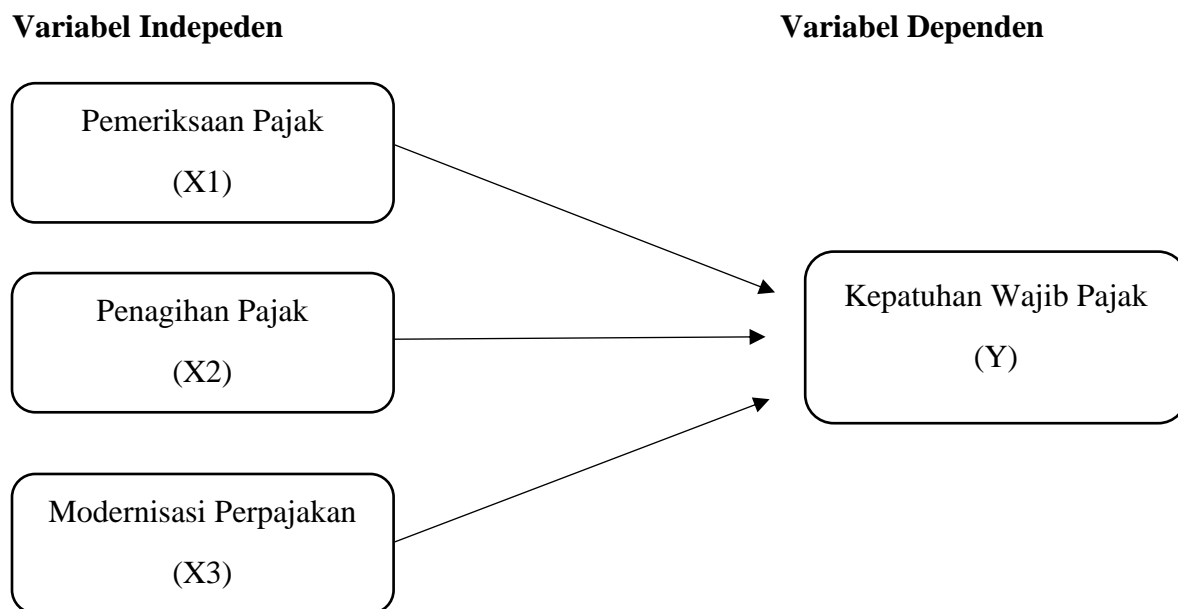 Variabel Indepeden
Variabel Dependen
Pemeriksaan Pajak
(X1)
Penagihan Pajak
(X2)
Kepatuhan Wajib Pajak
(Y)
Modernisasi Perpajakan
(X3)